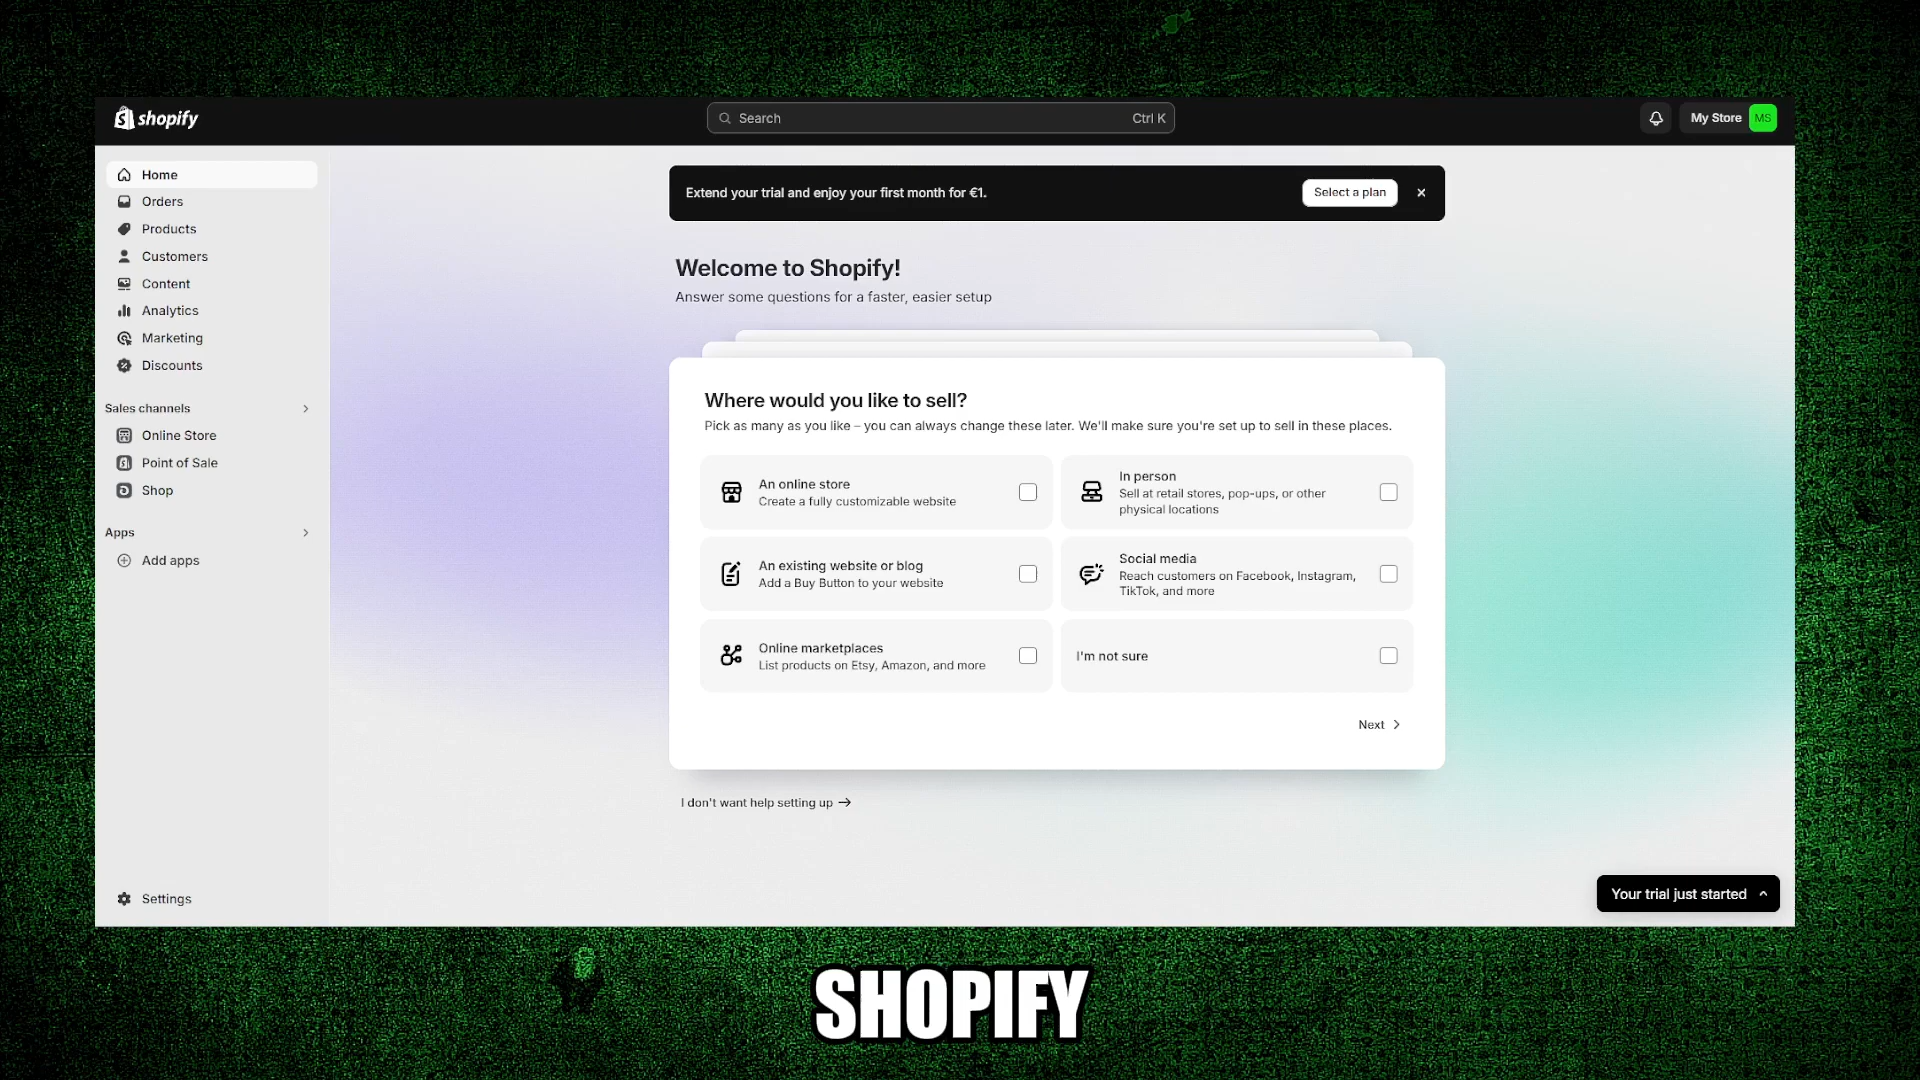 shopify
Search
Ctrl K
My Store
MS
Home
Orders
Products
Customers
Content
Analytics
Marketing
Discounts
Sales channels
Online Store
Point of Sale
Shop
Apps
Add apps
Settings
Extend your trial and enjoy your first month for €1.
Select a plan
Welcome to Shopify!
Answer some questions for a faster, easier setup
Where would you like to sell?
Pick as many as you like – you can always change these later. We'll make sure you're set up to sell in these places.
An online store
Create a fully customizable website
In person
Sell at retail stores, pop-ups, or other
physical locations
An existing website or blog
Add a Buy Button to your website
Social media
Reach customers on Facebook, Instagram,
TikTok, and more
Online marketplaces
List products on Etsy, Amazon, and more
I'm not sure
Next
I don't want help setting up
Your trial just started
SHOPIFY